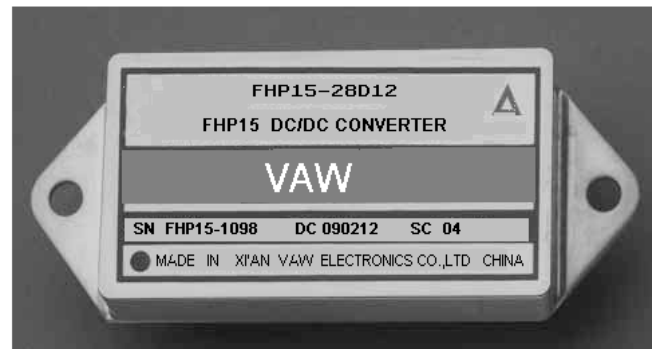 FHP15-28D12
FHP15 DC/DC CONVERTER
VAW
SN FHP15-1098 DC 090212 SC 04
MADE IN XI'AN VAW ELECTRONICS CO.,LTD CHINA